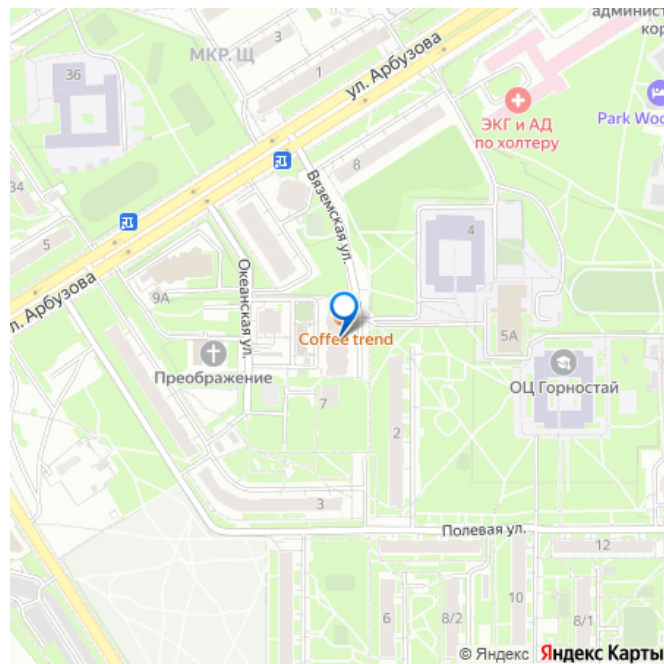 админис
кор
3
МКР. Щ
36
1
ул. Арбузова
ЭКГ и АД
по холтеру
Park Woo
8
Вяземская ул.
34
5
4
ул. Арбузова
9А
Океанская ул.
Coffee trend
5А
Преображение
ОЦ Горностай
7
2
3
Полевая ул.
12
10
6
8/2
8/1
© Яндекс Яндекс Карты